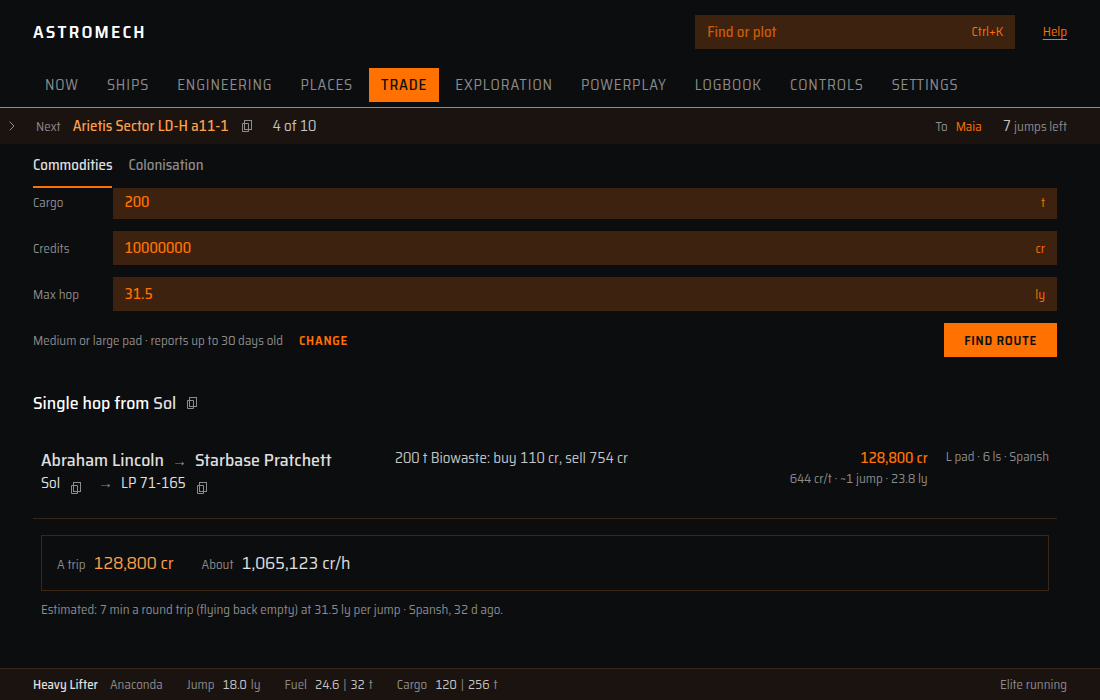 ASTROMECH
Find or plot Ctrl+K Help
NOW SHIPS ENGINEERING PLACES TRADE EXPLORATION POWERPLAY LOGBOOK CONTROLS SETTINGS
Next Arietis Sector LD-H a11-1 4 of 10 To Maia 7 jumps left
Commodities Colonisation
Cargo 200 t
Credits 10000000 cr
Max hop 31.5 ly
Medium or large pad · reports up to 30 days old CHANGE FIND ROUTE
Single hop from Sol
Abraham Lincoln → Starbase Pratchett 200 t Biowaste: buy 110 cr, sell 754 cr 128,800 cr L pad · 6 ls · Spansh
Sol → LP 71-165 644 cr/t · ~1 jump · 23.8 ly
A trip 128,800 cr About 1,065,123 cr/h
Estimated: 7 min a round trip (flying back empty) at 31.5 ly per jump · Spansh, 32 d ago.
Heavy Lifter Anaconda Jump 18.0 ly Fuel 24.6 | 32 t Cargo 120 | 256 t Elite running